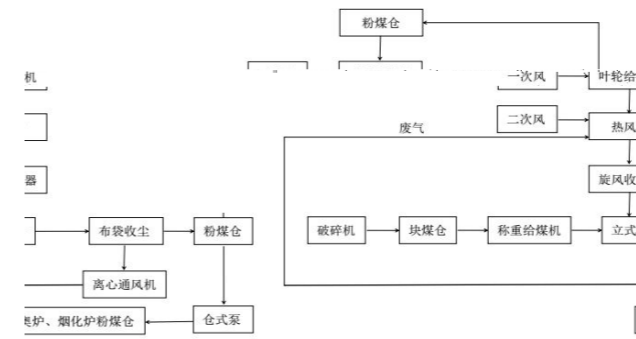 粉煤仓
机
一次风
叶轮给
二次风
废气
热风
器
旋风收
布袋收尘
粉煤仓
破碎机
块煤仓
称重给煤机
立式
离心通风机
炉、烟化炉粉煤仓
仓式泵